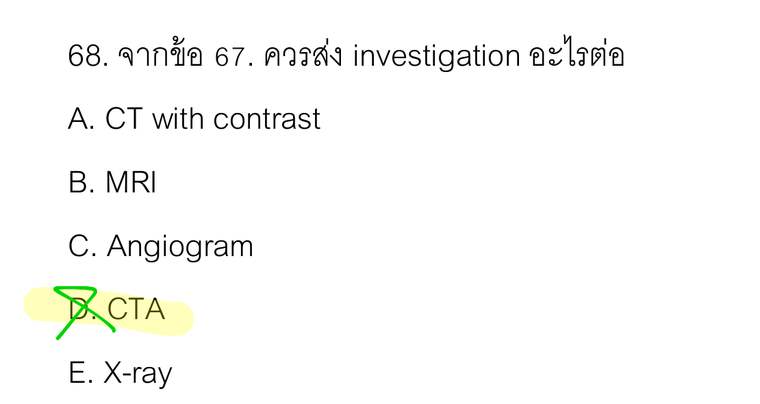 68. จากข้อ 67. ควรส่ง investigation อะไรต่อ
A. CT with contrast
B. MRI
C. Angiogram
D. CTA
E. X-ray